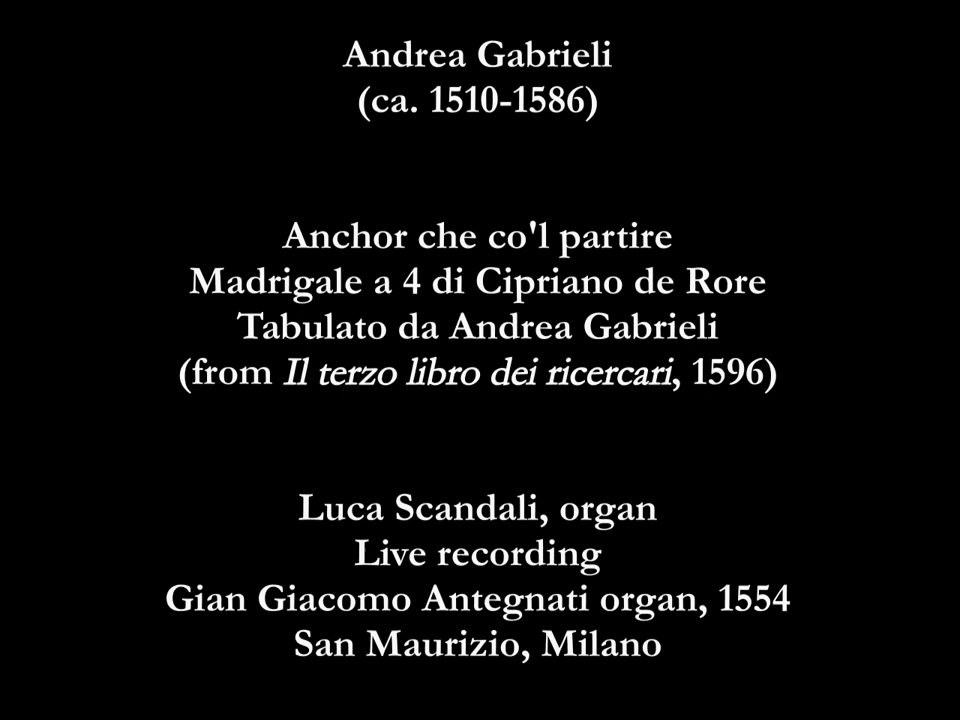 Andrea Gabrieli
(ca. 1510-1586)
Anchor che co'l partire
Madrigale a 4 di Cipriano de Rore
Tabulato da Andrea Gabrieli
(from Il terzo libro dei ricercari, 1596)
Luca Scandali, organ
Live recording
Gian Giacomo Antegnati organ, 1554
San Maurizio, Milano